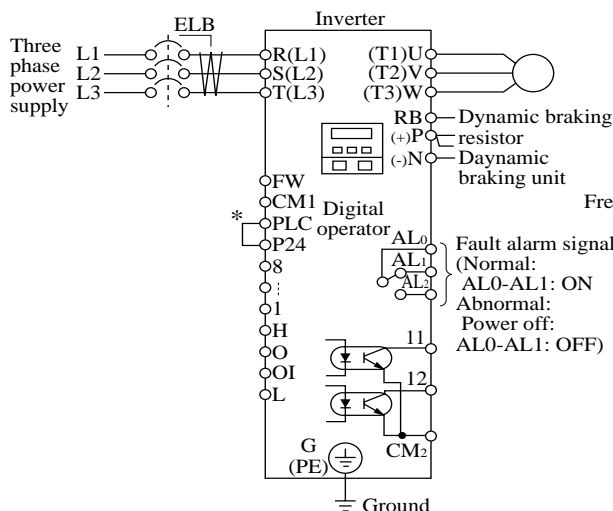 ELB
Inverter
Three
phase
power
supply
L1
L2
L3
R(L1)
S(L2)
T(L3)
(T1)U
(T2)V
(T3)W
RB
(+)P
(-)N
Dynamic braking
resistor
Daynamic
braking unit
Fre
FW
CM1
PLC
P24
8
1
H
O
OI
L
*
Digital
operator
AL0
AL1
AL2
Fault alarm signal
(Normal:
AL0-AL1: ON
Abnormal:
Power off:
AL0-AL1: OFF)
11
12
CM2
G
(PE)
Ground